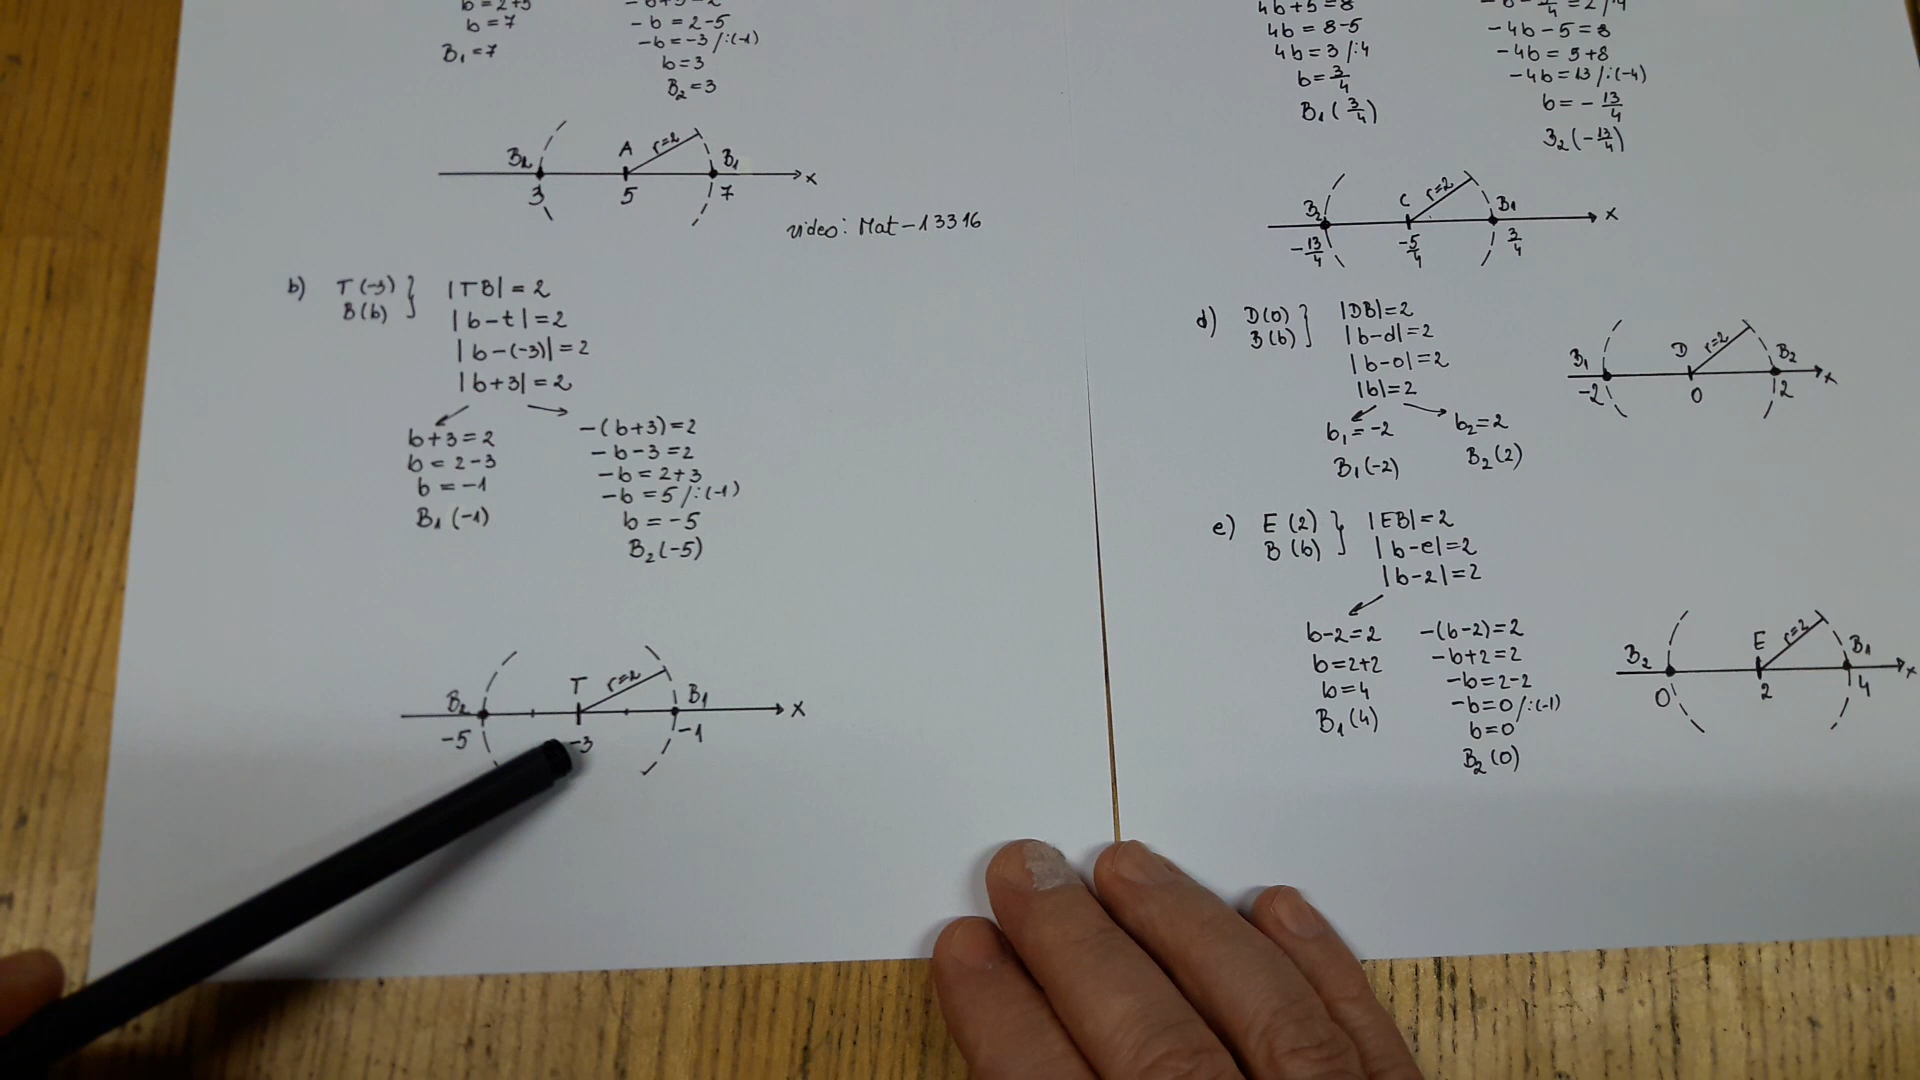 b = 2+5
b = 7
B₁ = 7
-b+5=2
-b = 2-5
-b = -3 /:(-1)
b = 3
B₂ = 3
B₂ A r=2 B₁
3 5 7 x
video: Mat-13316
b) T(-3) } |TB| = 2
B(b)
|b-t| = 2
|b-(-3)| = 2
|b+3| = 2
b+3 = 2
b = 2-3
b = -1
B₁(-1)
-(b+3) = 2
-b-3 = 2
-b = 2+3
-b = 5 /:(-1)
b = -5
B₂(-5)
B₂ T r=2 B₁ x
-5 -3 -1
4b+5 = 8
4b = 8-5
4b = 3 /:4
b = 3/4
B₁(3/4)
-4b-5 = 8
-4b = 5+8
-4b = 13 /:(-4)
b = -13/4
B₂(-13/4)
B₂ C r=2 B₁ x
-13/4 -5/4 3/4
d) D(0) } |DB|=2
B(b)
|b-d|=2
|b-0|=2
|b|=2
b₁=-2
B₁(-2)
b₂=2
B₂(2)
B₁ D r=2 B₂
-2 0 2 x
e) E(2) } |EB|=2
B(b)
|b-e|=2
|b-2|=2
b-2=2
b=2+2
b=4
B₁(4)
-(b-2)=2
-b+2=2
-b=2-2
-b=0 /:(-1)
b=0
B₂(0)
B₂ E r=2 B₁
0 2 4 x